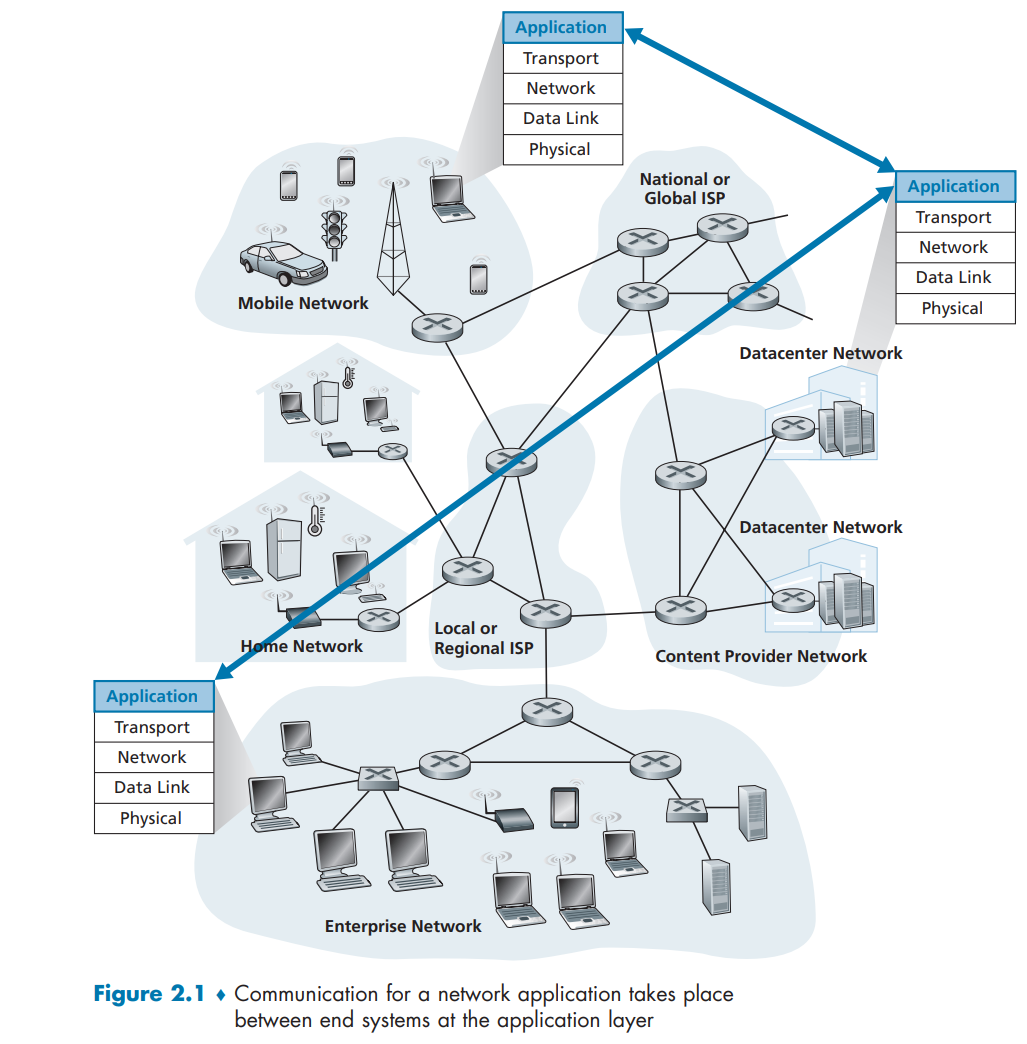 Application
Transport
Network
Data Link
Physical
National or
Global ISP
Application
Transport
Network
Data Link
Physical
Mobile Network
Datacenter Network
Datacenter Network
Home Network
Local or
Regional ISP
Content Provider Network
Application
Transport
Network
Data Link
Physical
Enterprise Network
Figure 2.1 ♦ Communication for a network application takes place
between end systems at the application layer